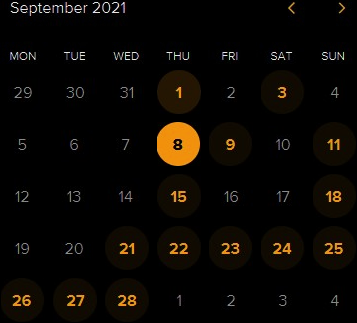 September 2021
MON TUE WED THU FRI SAT SUN
29 30 31 1 2 3 4
5 6 7 8 9 10 11
12 13 14 15 16 17 18
19 20 21 22 23 24 25
26 27 28 1 2 3 4